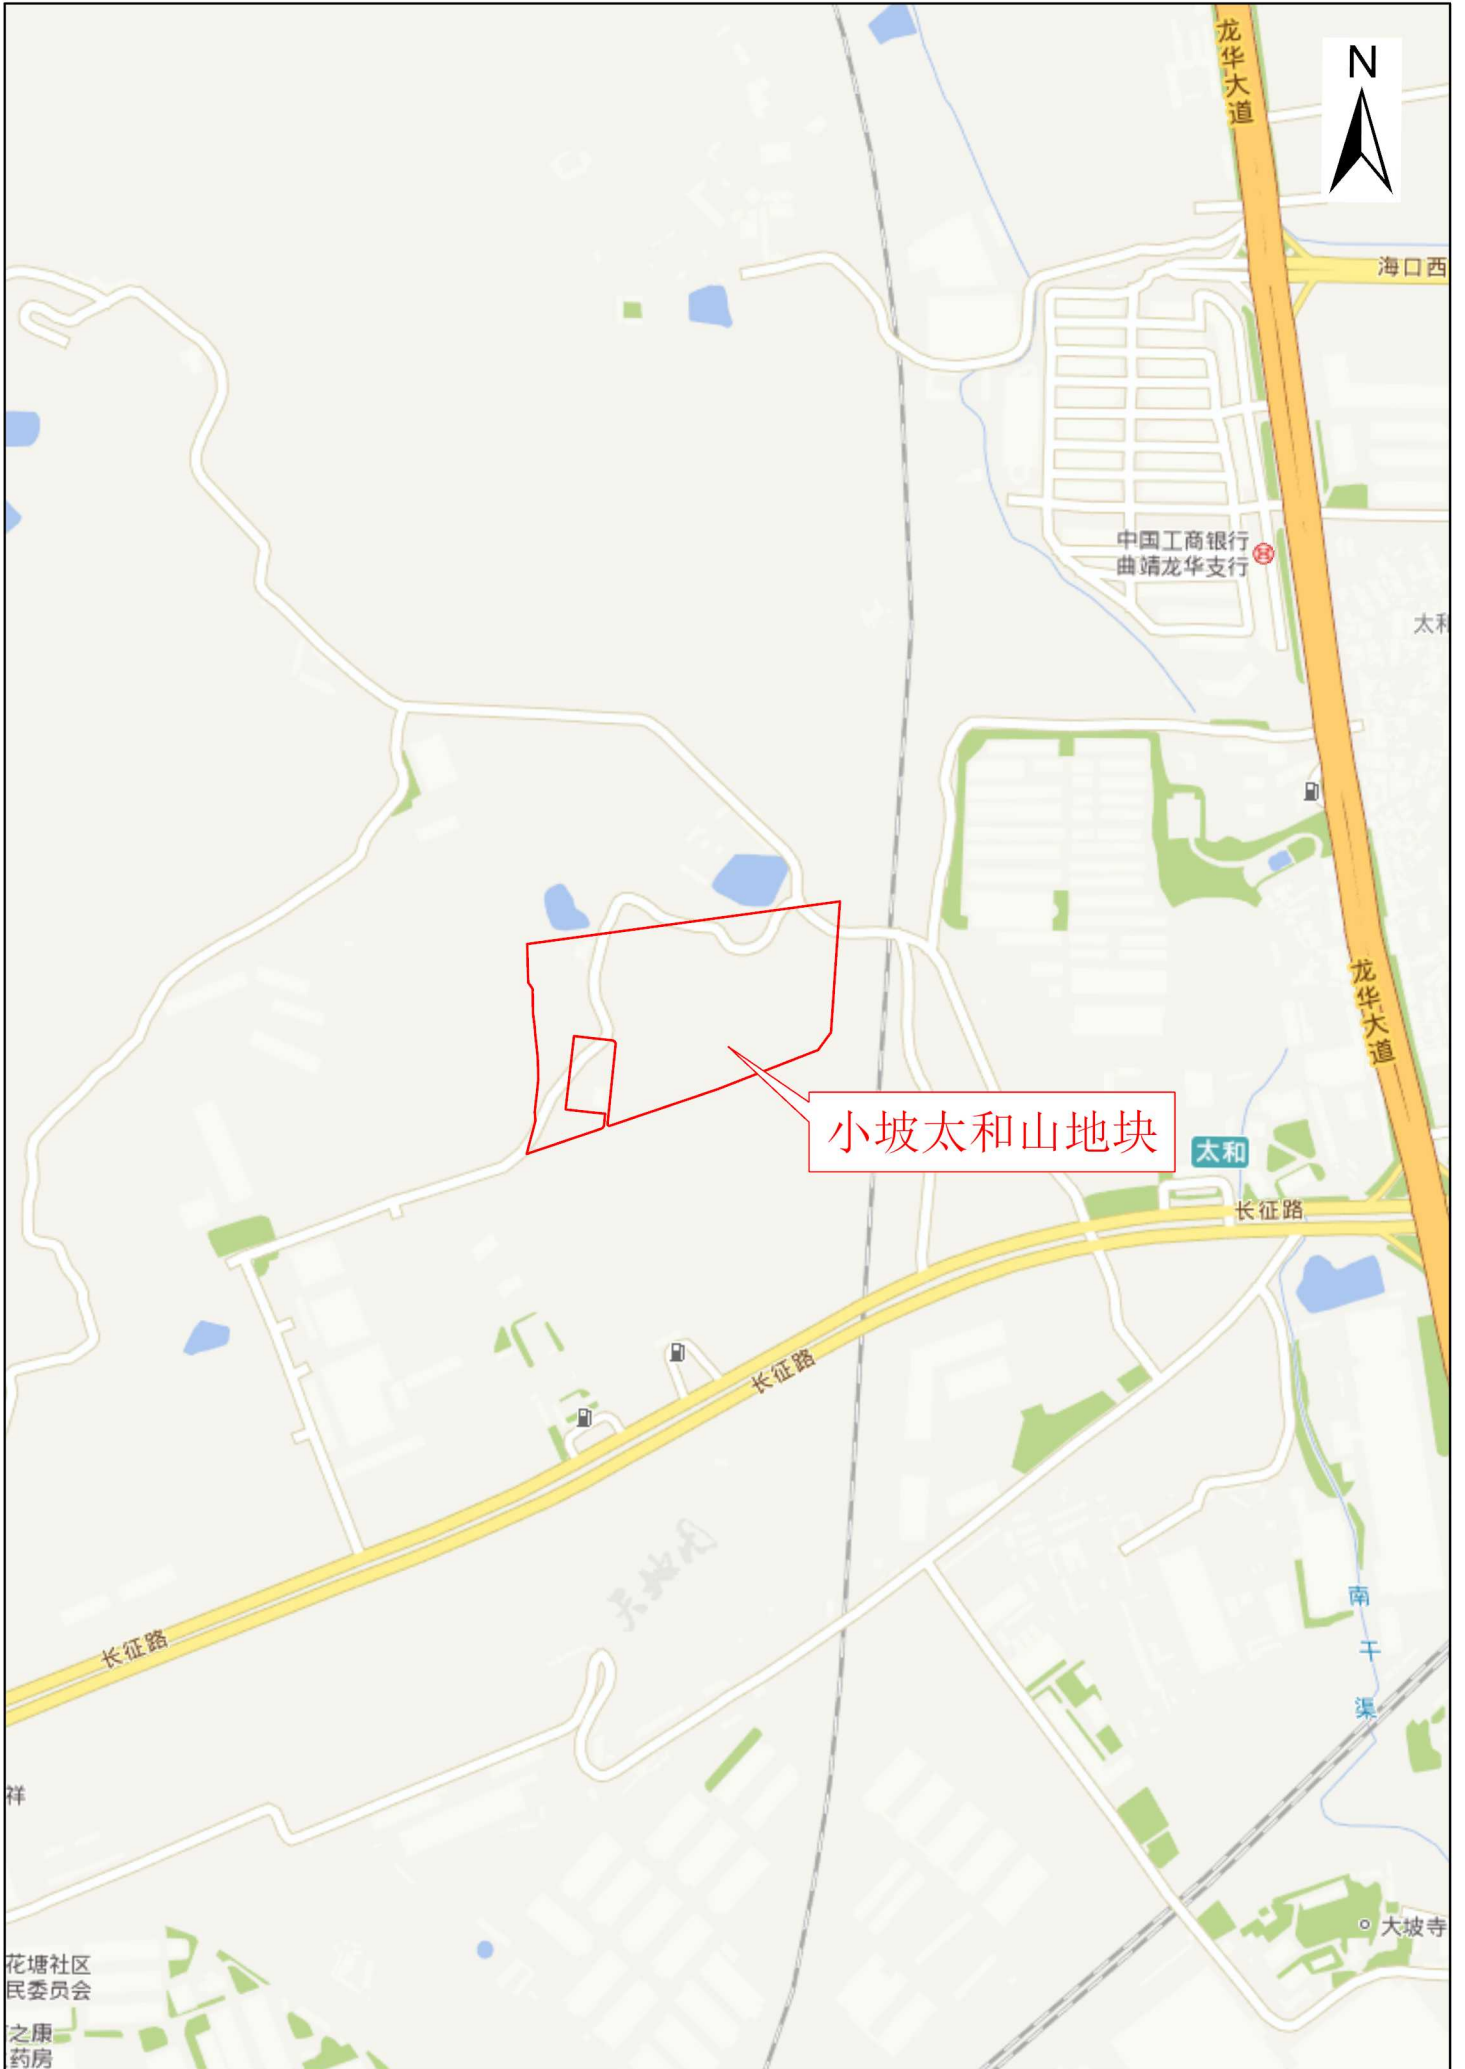 龙华大道
N
海口西
中国工商银行
曲靖龙华支行
太和
龙华大道
小坡太和山地块
太和
长征路
长征路
南干渠
长征路
祥
大坡寺
花塘社区
民委员会
之康
药房